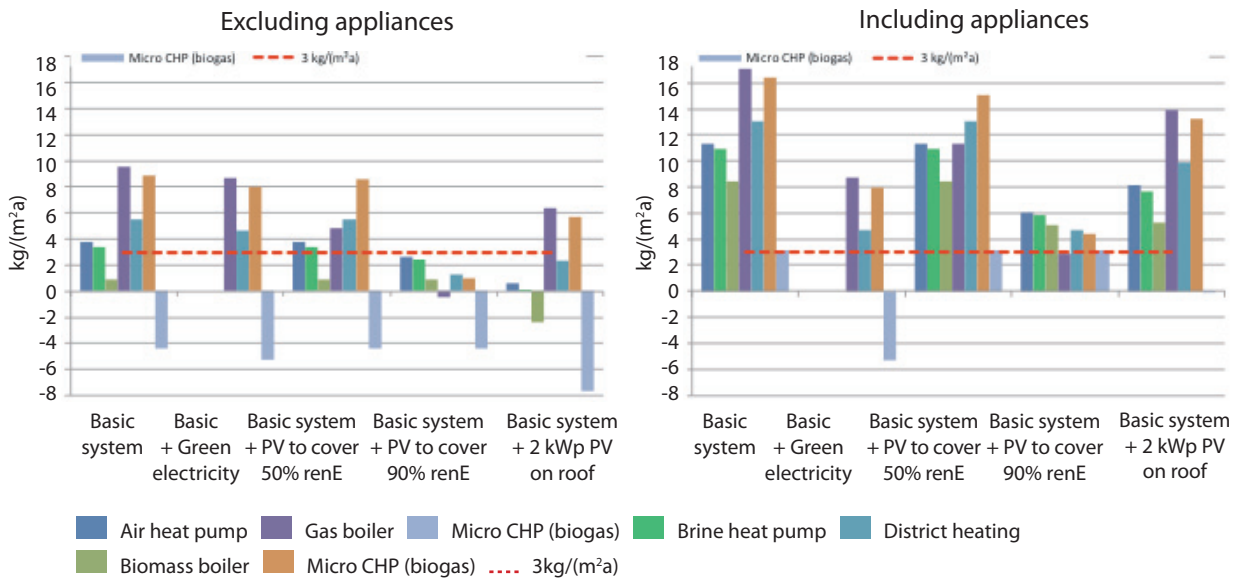 Excluding appliances
Micro CHP (biogas) 3 kg/(m²a)
kg/(m²a)
18
16
14
12
10
8
6
4
2
0
-2
-4
-6
-8
Basic system
Basic + Green electricity
Basic system + PV to cover 50% renE
Basic system + PV to cover 90% renE
Basic system + 2 kWp PV on roof
Including appliances
Micro CHP (biogas) 3 kg/(m²a)
kg/(m²a)
18
16
14
12
10
8
6
4
2
0
-2
-4
-6
-8
Basic system
Basic + Green electricity
Basic system + PV to cover 50% renE
Basic system + PV to cover 90% renE
Basic system + 2 kWp PV on roof
Air heat pump Gas boiler Micro CHP (biogas) Brine heat pump District heating
Biomass boiler Micro CHP (biogas) 3kg/(m²a)